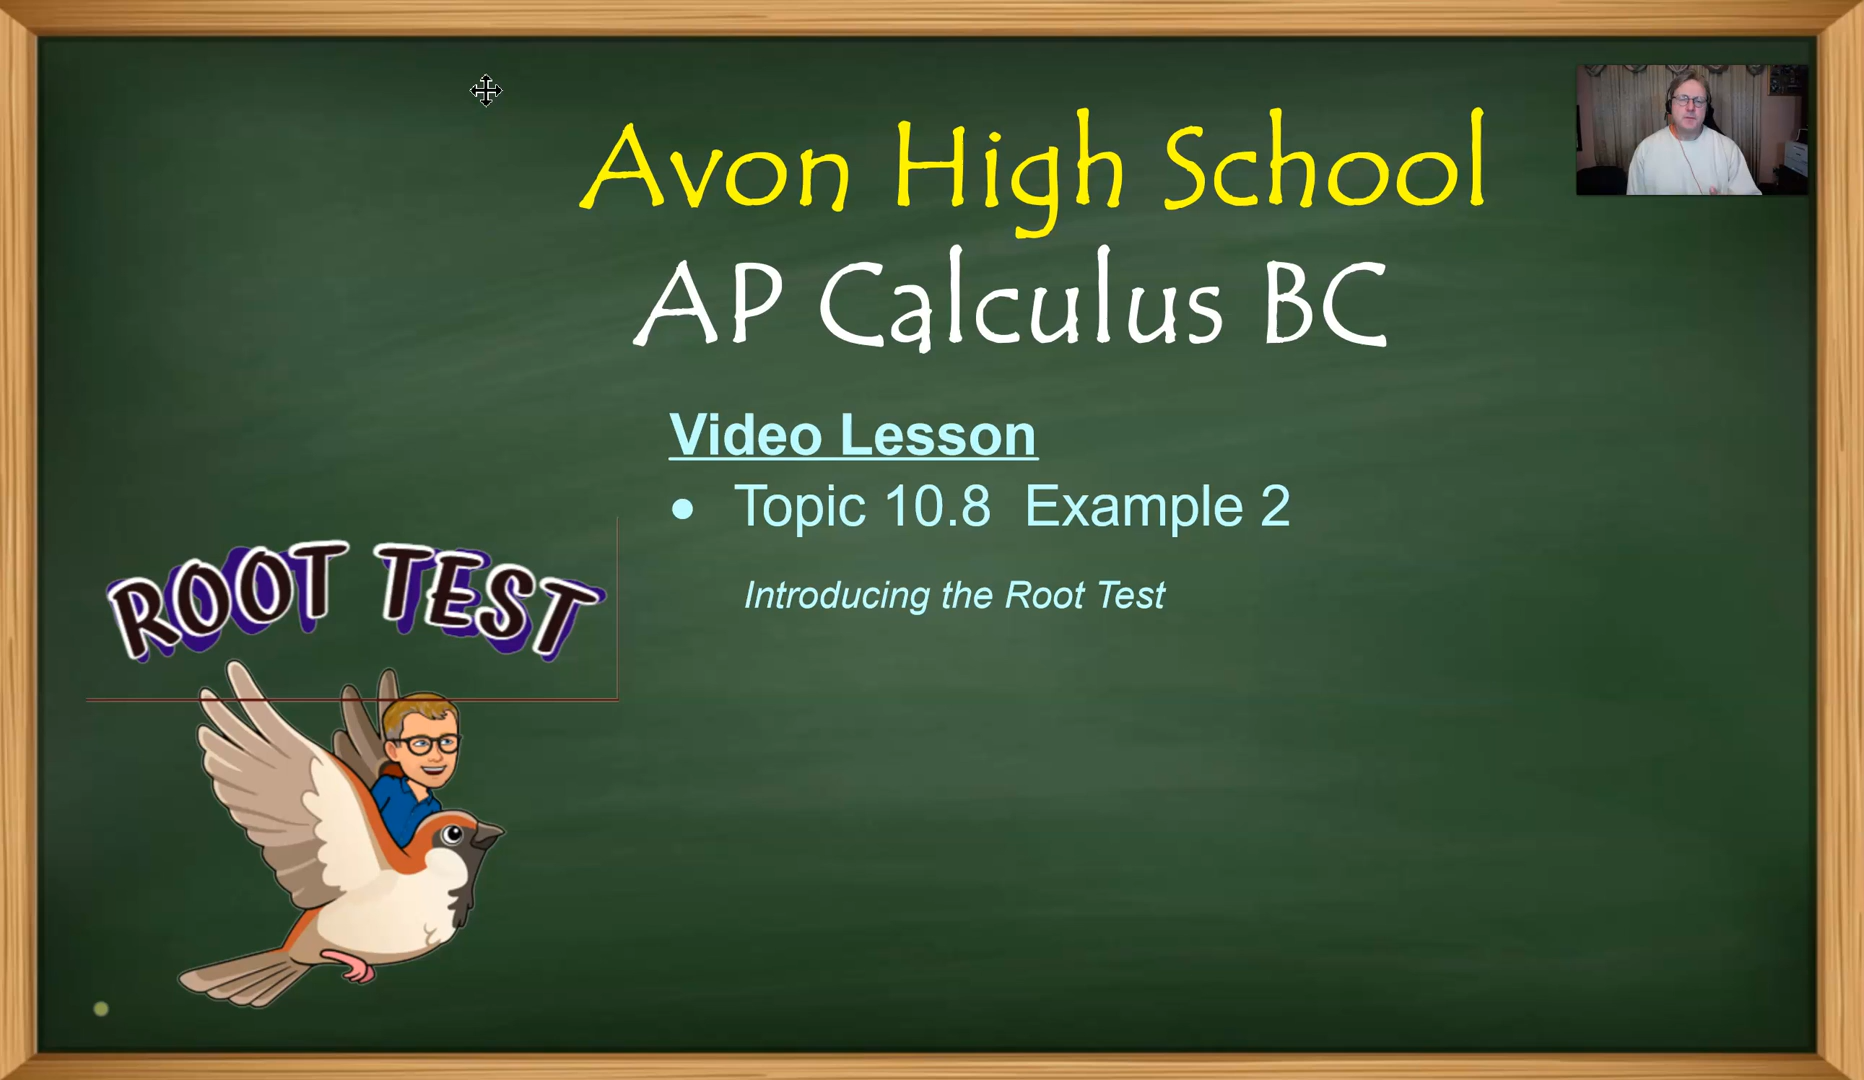 Avon High School
AP Calculus BC
Video Lesson
● Topic 10.8 Example 2
Introducing the Root Test
ROOT TEST